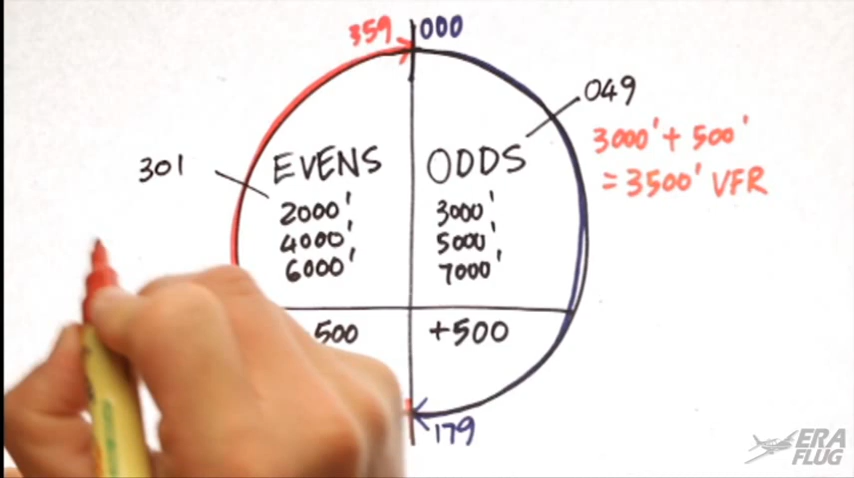 359
000
049
3000' + 500'
= 3500' VFR
301
EVENS
2000'
4000'
6000'
ODDS
3000'
5000'
7000'
500
+500
179
ERA
FLUG